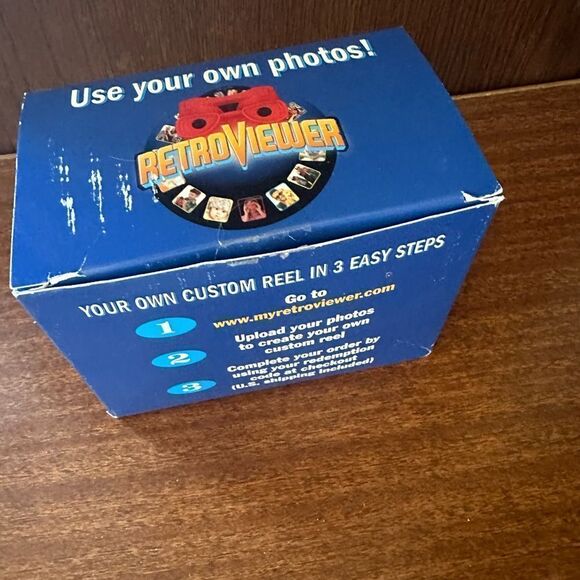 Use your own photos!
RETROVIEWER
YOUR OWN CUSTOM REEL IN 3 EASY STEPS
1
Go to
www.myretroviewer.com
2
Upload your photos
to create your own
custom reel
3
Complete your order by
using your redemption
code at checkout
(U.S. shipping included)